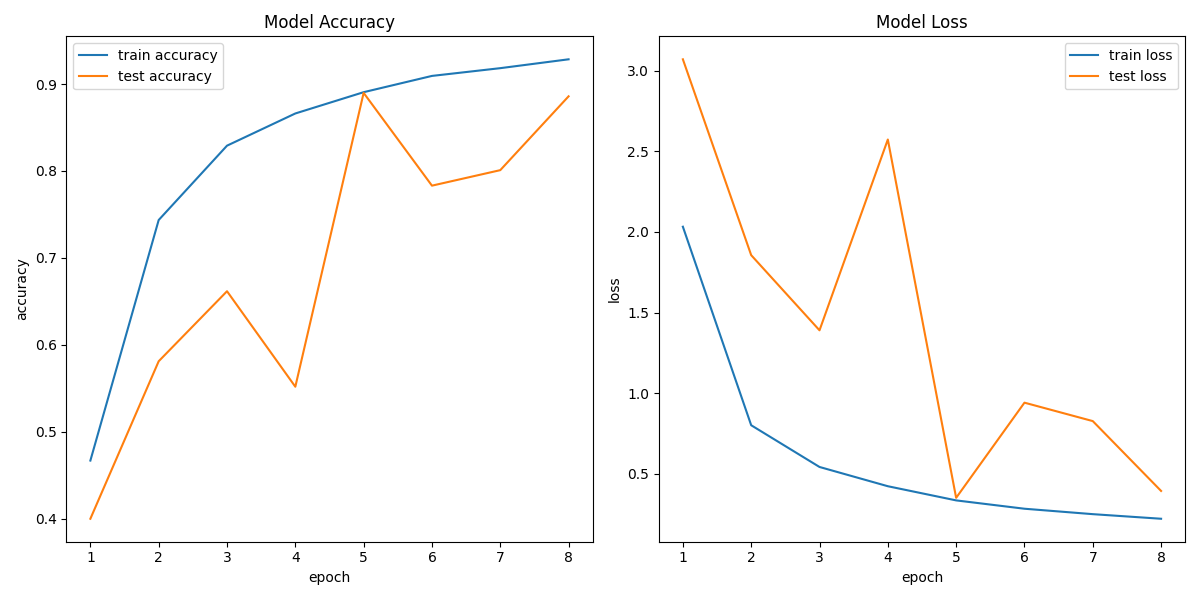 Model Accuracy
train accuracy
test accuracy
0.9
0.8
0.7
0.6
0.5
0.4
accuracy
1 2 3 4 5 6 7 8
epoch
Model Loss
train loss
test loss
3.0
2.5
2.0
1.5
1.0
0.5
loss
1 2 3 4 5 6 7 8
epoch